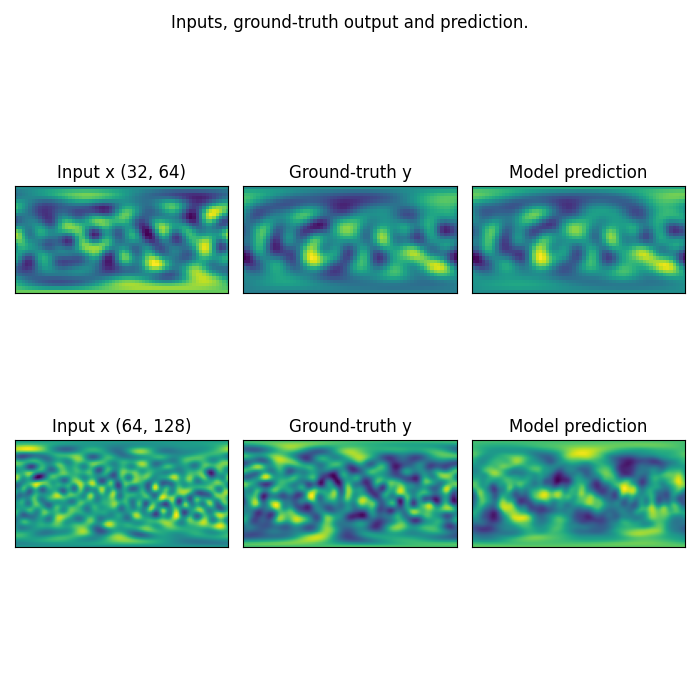 Inputs, ground-truth output and prediction.
Input x (32, 64)
Ground-truth y
Model prediction
Input x (64, 128)
Ground-truth y
Model prediction